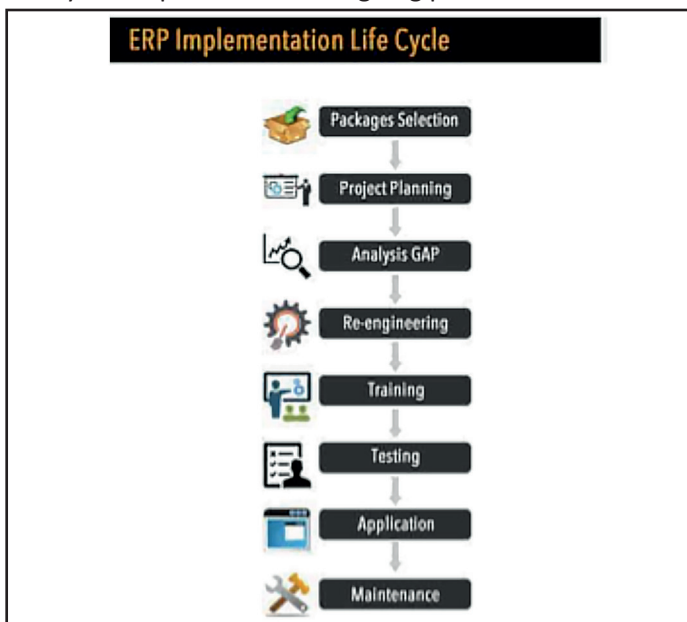 ERP Implementation Life Cycle
Packages Selection
Project Planning
Analysis GAP
Re-engineering
Training
Testing
Application
Maintenance